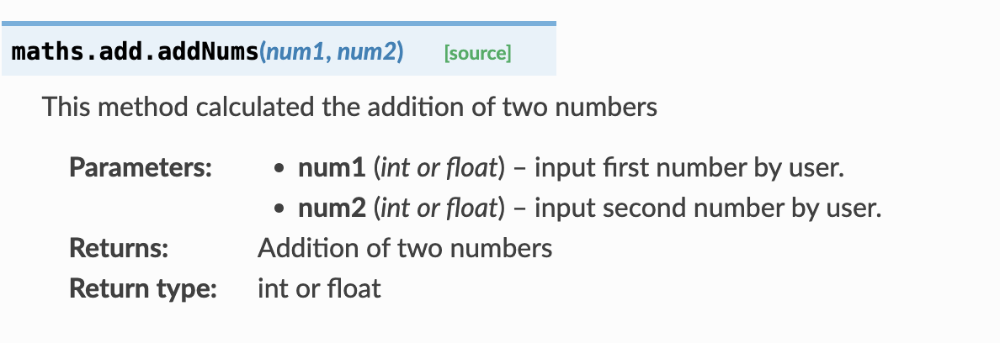 maths.add.addNums(num1, num2) [source]
This method calculated the addition of two numbers
Parameters: • num1 (int or float) – input first number by user.
• num2 (int or float) – input second number by user.
Returns: Addition of two numbers
Return type: int or float